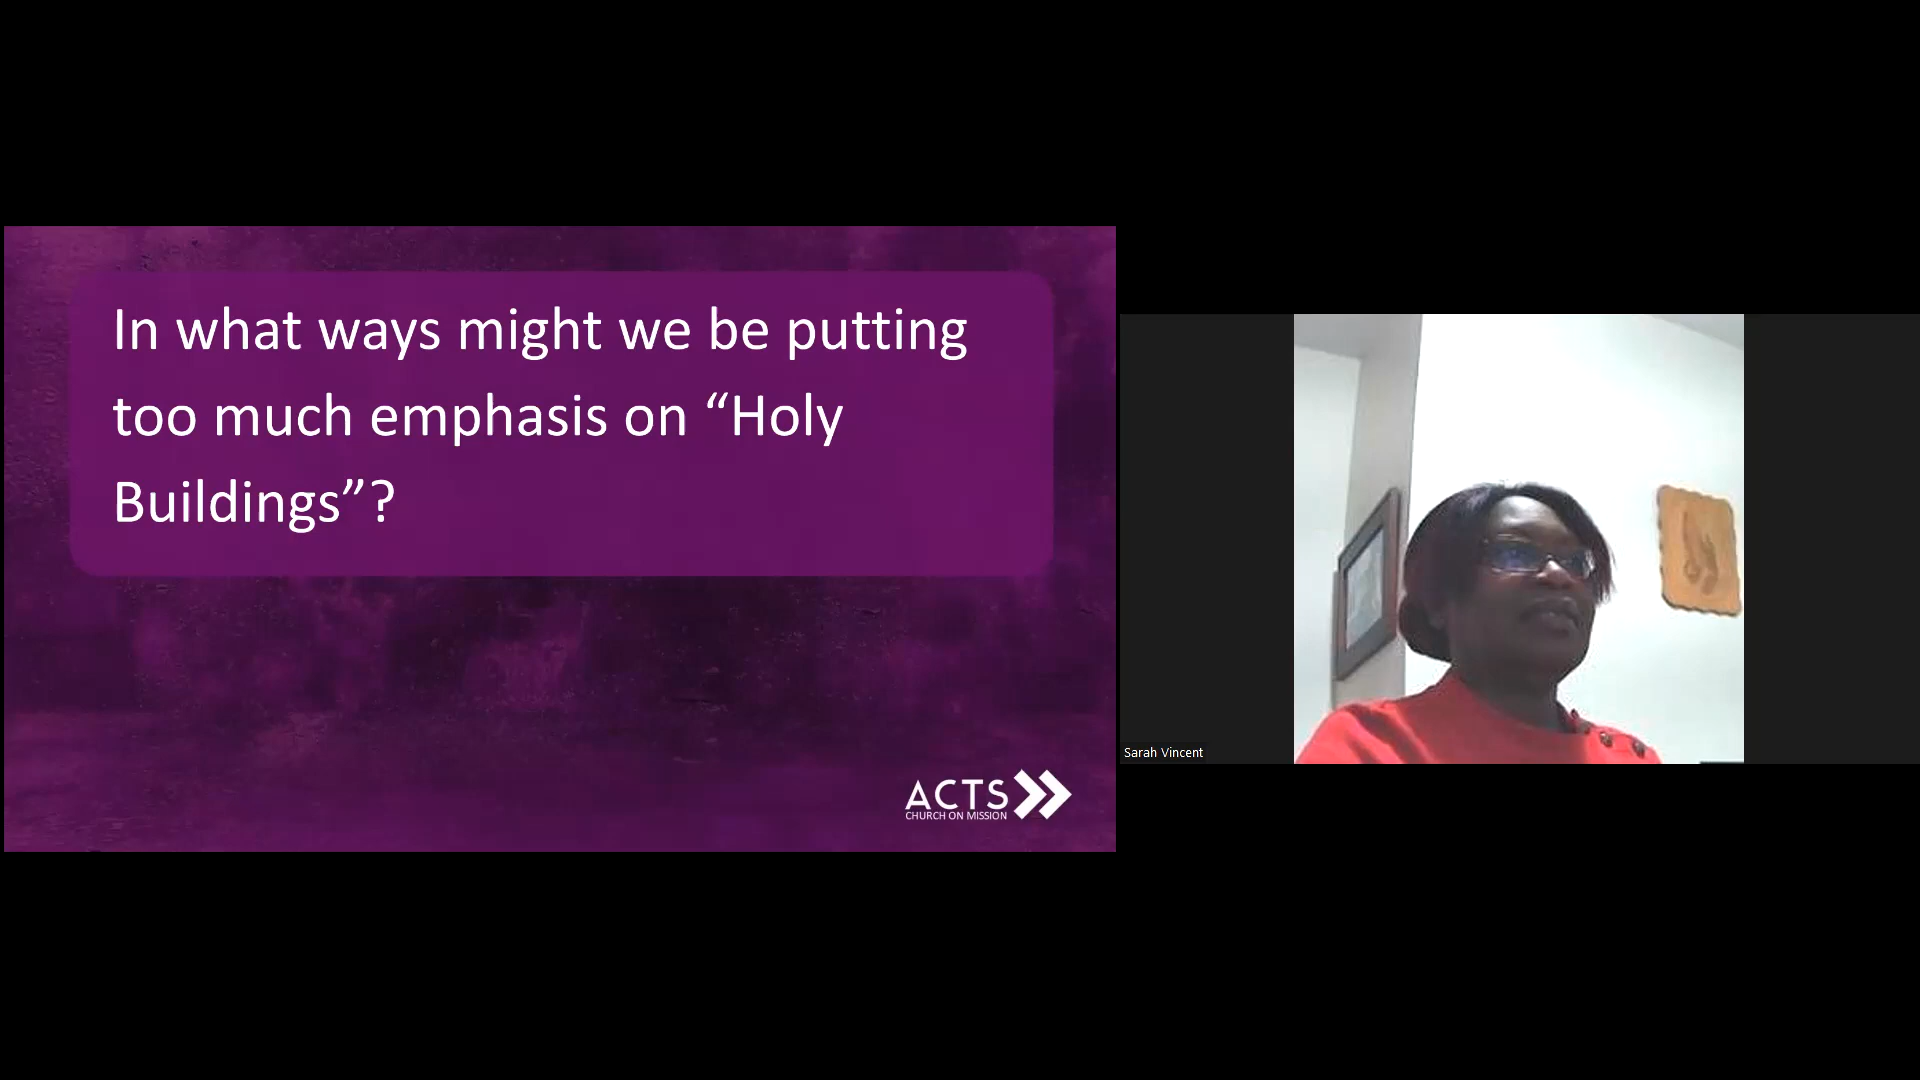 In what ways might we be putting
too much emphasis on “Holy
Buildings”?
ACTS
CHURCH ON MISSION
Sarah Vincent